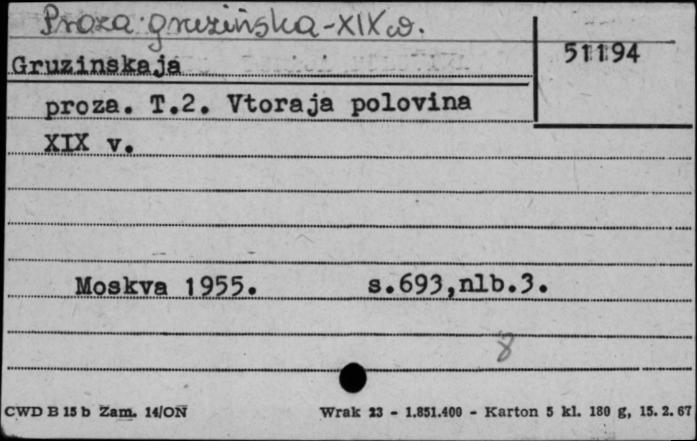 Proza gruzińska - XIX w.
51194
Gruzinskaja
proza. T.2. Vtoraja polovina
XIX v.
Moskva 1955. s.693,nlb.3.
8
CWD B 15 b Zam. 14/ON Wrak 23 - 1.851.400 - Karton 5 kl. 180 g, 15. 2. 67